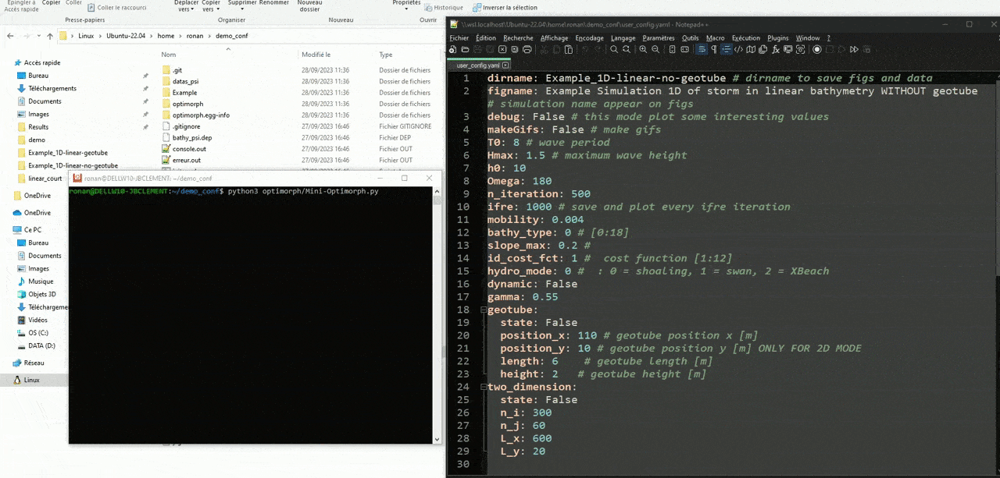 Épingler à
Accès rapide
Copier
Coller
Coller le raccourci
Déplacer
vers
Copier
vers
Supprimer
Renommer
Nouveau
dossier
Propriétés
Historique
Ouvrir
Inverser la sélection
Presse-papiers
Organiser
Nouveau
Linux > Ubuntu-22.04 > home > ronan > demo_conf
Nom Modifié le Type
Accès rapide
Bureau
Téléchargements
Documents
Images
Results
demo
Example_1D-linear-geotube
Example_1D-linear-no-geotube
linear_court
OneDrive
OneDrive
Ce PC
Bureau
Documents
Images
Musique
Objets 3D
Téléchargeme
Vidéos
OS (C:)
DATA (D:)
Réseau
Linux
.git 28/09/2023 11:36 Dossier de fichiers
datas_psi 28/09/2023 11:36 Dossier de fichiers
Example 28/09/2023 11:36 Dossier de fichiers
optimorph 28/09/2023 11:36 Dossier de fichiers
optimorph.egg-info 28/09/2023 11:36 Dossier de fichiers
.gitignore 27/09/2023 16:46 Fichier GITIGNORE
bathy_psi.dep 27/09/2023 16:46 Fichier DEP
console.out 27/09/2023 16:46 Fichier OUT
erreur.out 27/09/2023 16:46 Fichier OUT
ronan@DELLW10-JBCLEMENT: ~/demo_conf
ronan@DELLW10-JBCLEMENT:~/demo_conf$ python3 optimorph/Mini-Optimorph.py
\\wsl.localhost\Ubuntu-22.04\home\ronan\demo_conf\user_config.yaml - Notepad++
Fichier Édition Recherche Affichage Encodage Langage Paramètres Outils Macro Exécution Plugins Window ?
user_config.yaml
1 dirname: Example_1D-linear-no-geotube # dirname to save figs and data
2 figname: Example Simulation 1D of storm in linear bathymetry WITHOUT geotube
# simulation name appear on figs
3 debug: False # this mode plot some interesting values
4 makeGifs: False # make gifs
5 T0: 8 # wave period
6 Hmax: 1.5 # maximum wave height
7 h0: 10
8 Omega: 180
9 n_iteration: 500
10 ifre: 1000 # save and plot every ifre iteration
11 mobility: 0.004
12 bathy_type: 0 # [0:18]
13 slope_max: 0.2 #
14 id_cost_fct: 1 #  cost function [1:12]
15 hydro_mode: 0 #  : 0 = shoaling, 1 = swan, 2 = XBeach
16 dynamic: False
17 gamma: 0.55
18 geotube:
19 state: False
20 position_x: 110 # geotube position x [m]
21 position_y: 10 # geotube position y [m] ONLY FOR 2D MODE
22 length: 6    # geotube length [m]
23 height: 2   # geotube height [m]
24 two_dimension:
25 state: False
26 n_i: 300
27 n_j: 60
28 L_x: 600
29 L_y: 20
30